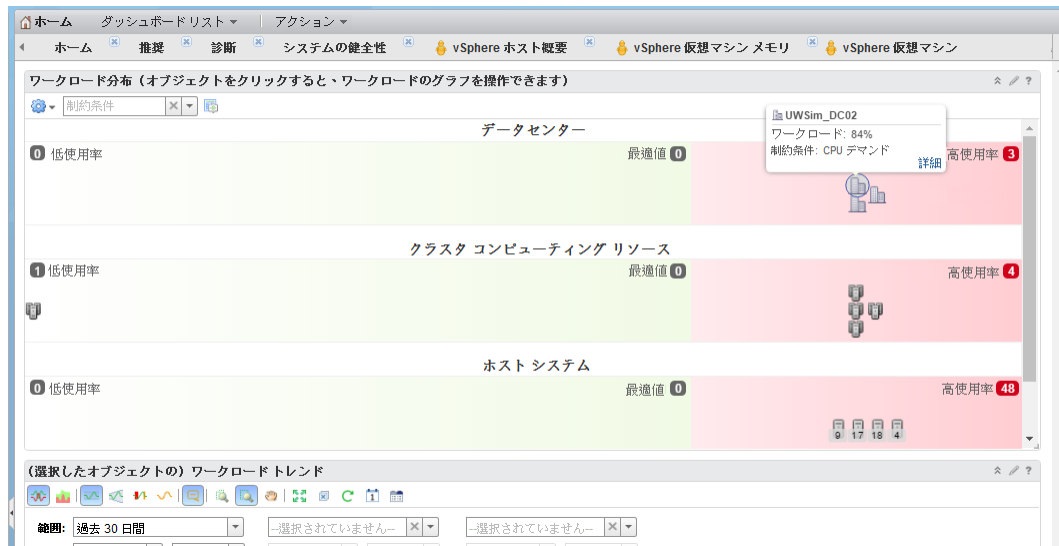 ホーム ダッシュボードリスト アクション
ホーム 推奨 診断 システムの健全性 vSphere ホスト概要 vSphere 仮想マシン メモリ vSphere 仮想マシン
ワークロード分布（オブジェクトをクリックすると、ワークロードのグラフを操作できます）
制約条件
UWSim_DC02
ワークロード: 84%
制約条件: CPU デマンド
詳細
データセンター
0 低使用率 最適値 0 高使用率 3
クラスタ コンピューティング リソース
1 低使用率 最適値 0 高使用率 4
ホスト システム
0 低使用率 最適値 0 高使用率 48
9 17 18 4
(選択したオブジェクトの) ワークロード トレンド
範囲: 過去 30 日間 --選択されていません-- --選択されていません--